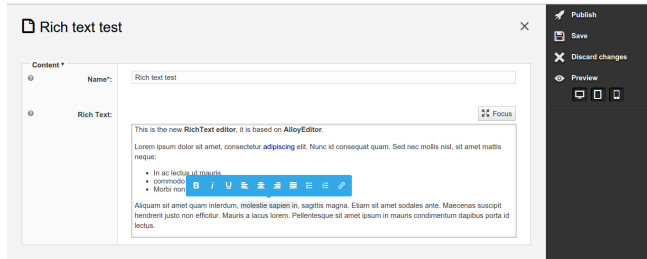 Rich text test
Publish
Save
Discard changes
Preview
Content
Name*:
Rich text test
Rich Text:
Focus
This is the new RichText editor, it is based on AlloyEditor.
Lorem ipsum dolor sit amet, consectetur adipiscing elit. Nunc id consequat quam. Sed nec mollis nisl, sit amet mattis
neque:
In ac lectus ut mauris
commodo
Morbi non
B i U
Aliquam sit amet quam interdum, molestie sapien in, sagittis magna. Etiam sit amet sodales ante. Maecenas suscipit
hendrerit justo non efficitur. Mauris a lacus lorem. Pellentesque sit amet ipsum in mauris condimentum dapibus porta id
lectus.